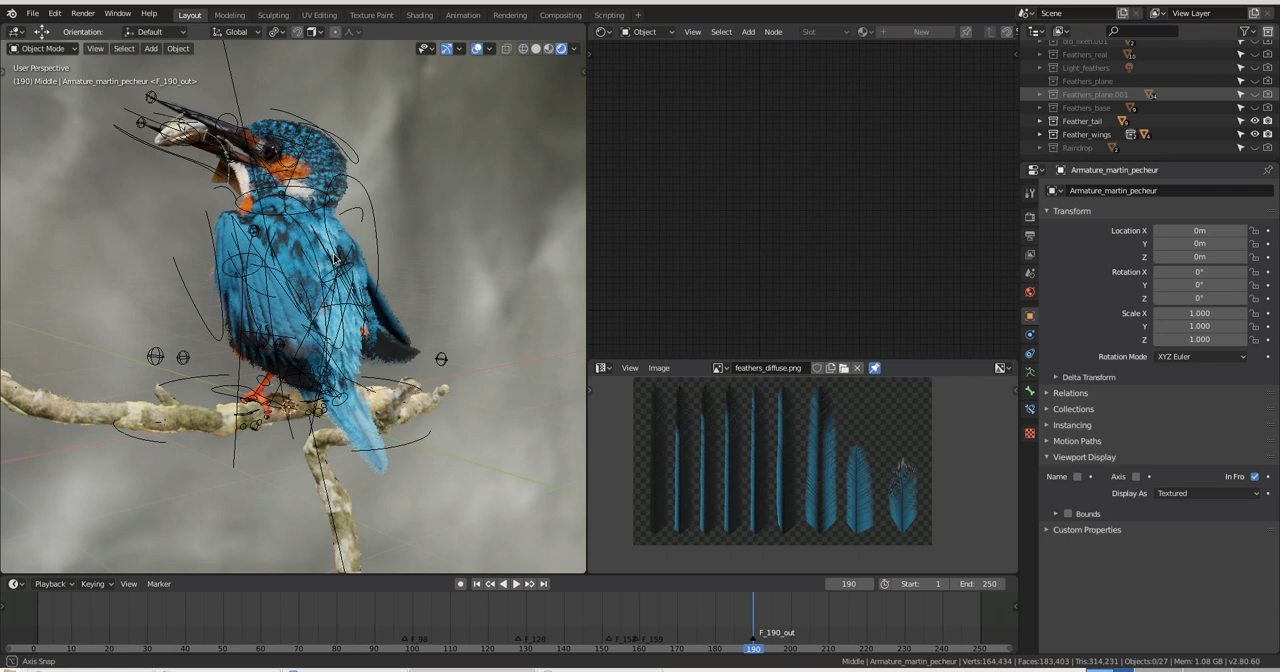 File Edit Render Window Help Layout Modeling Sculpting UV Editing Texture Paint Shading Animation Rendering Compositing Scripting + Scene View Layer
Orientation: Default Global Object View Select Add Node Slot New
Object Mode View Select Add Object
User Perspective
(190) Middle | Armature_martin_pecheur <F_190_out>
Feathers_real
Light_feathers
Feathers_plane
Feathers_plane.001
Feathers_base
Feather_tail
Feather_wings
Raindrop
Armature_martin_pecheur
Armature_martin_pecheur
Transform
Location X 0m
Y 0m
Z 0m
Rotation X 0°
Y 0°
Z 0°
Scale X 1.000
Y 1.000
Z 1.000
Rotation Mode XYZ Euler
Delta Transform
Relations
Collections
Instancing
Motion Paths
Viewport Display
Name Axis In Fro
Display As Textured
Bounds
Custom Properties
View Image feathers_diffuse.png
Playback Keying View Marker 190 Start: 1 End: 250
F_190_out
F_98 F_128 F_159
0 10 20 30 40 50 60 70 80 90 100 110 120 130 140 150 160 170 180 190 200 210 220 230 240 250
Axis Snap Middle | Armature_martin_pecheur | Verts:164,434 | Faces:183,403 | Tris:314,231 | Objects:0/27 | Mem: 1.08 GB | v2.80.60